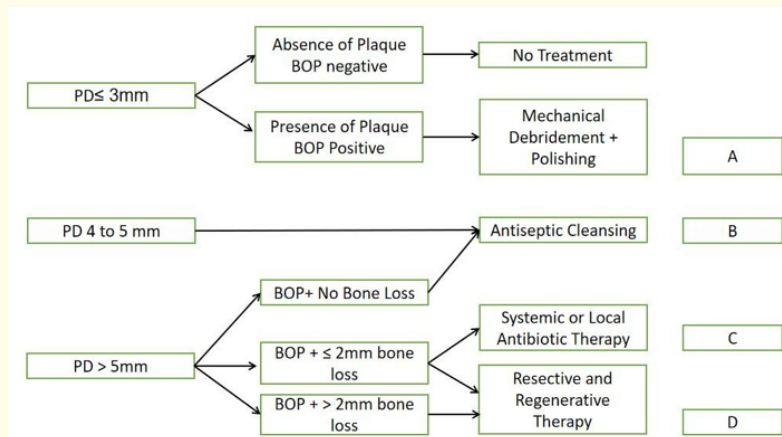 Absence of Plaque
BOP negative
No Treatment
PD≤ 3mm
Presence of Plaque
BOP Positive
Mechanical
Debridement +
Polishing
A
PD 4 to 5 mm
Antiseptic Cleansing
B
BOP+ No Bone Loss
Systemic or Local
Antibiotic Therapy
C
PD > 5mm
BOP + ≤ 2mm bone
loss
Resective and
Regenerative
Therapy
BOP + > 2mm bone
loss
D